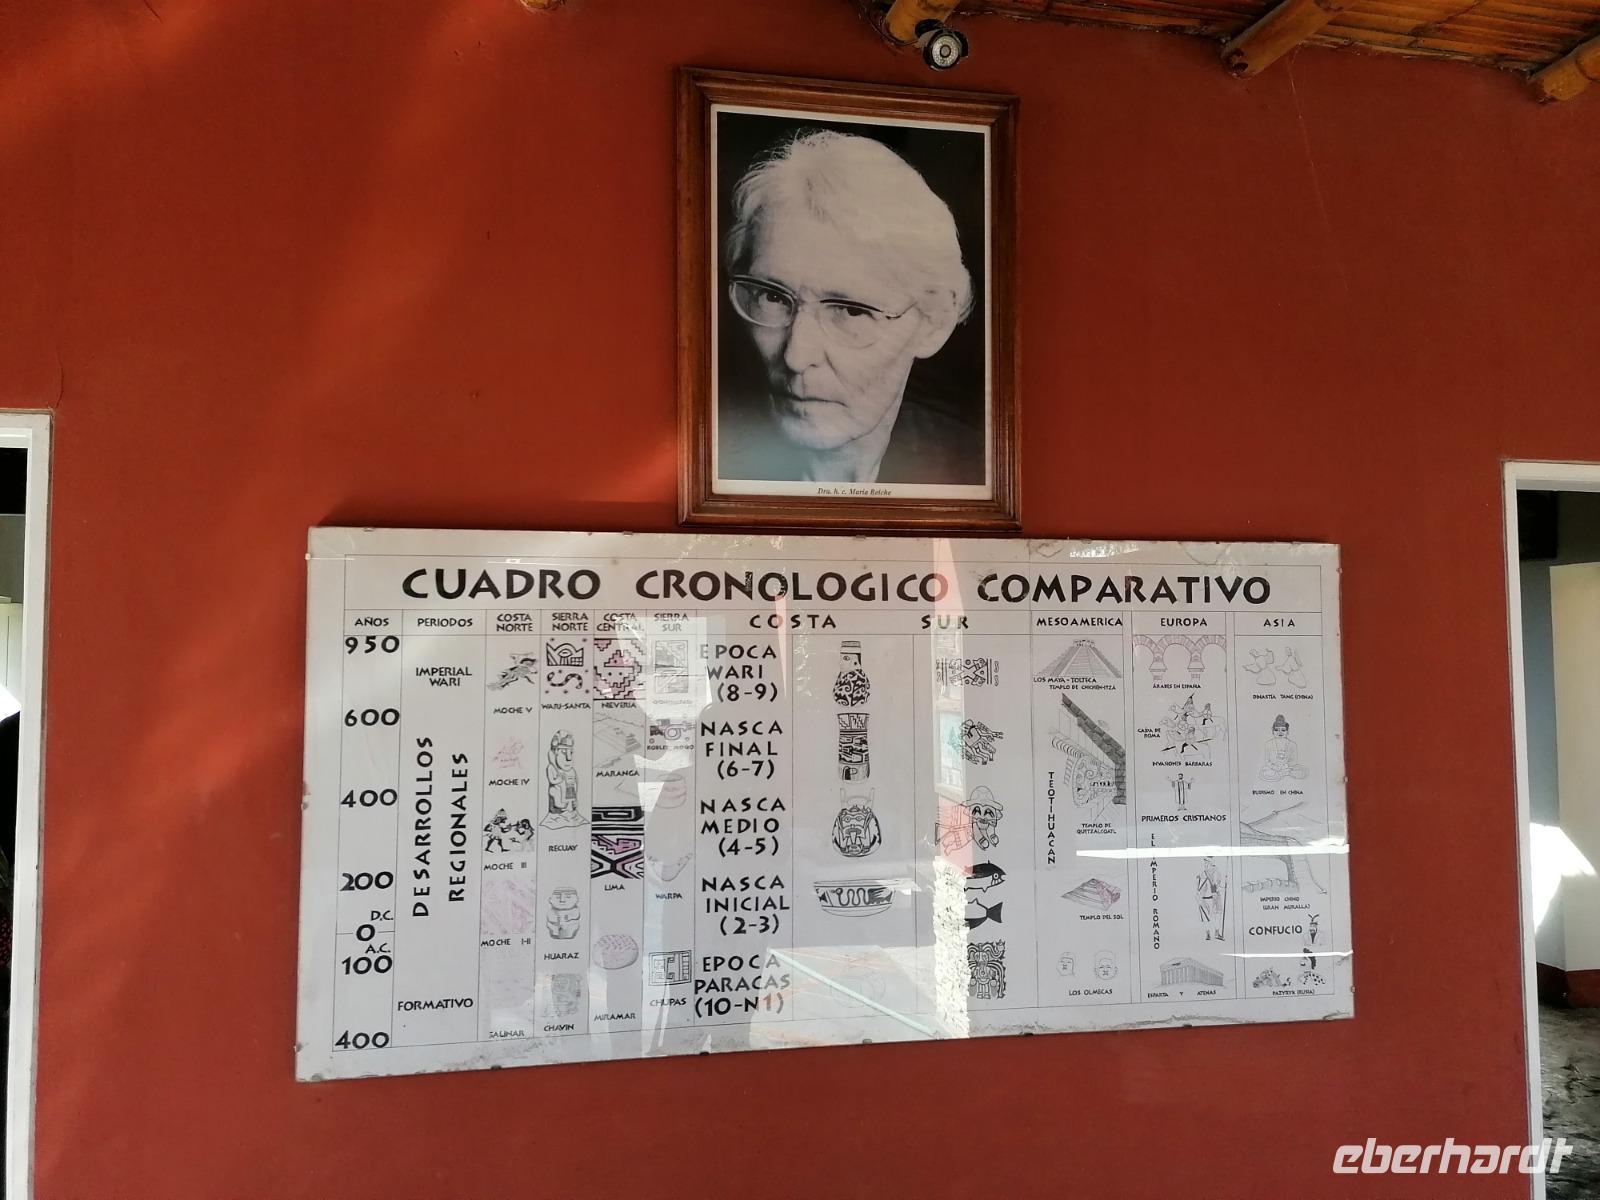 Dra. h. c. María Reiche
CUADRO CRONOLOGICO COMPARATIVO
AÑOS PERIODOS COSTA NORTE SIERRA NORTE COSTA CENTRAL SIERRA SUR COSTA SUR MESOAMERICA EUROPA ASIA
950
600
400
200
D.C.
0
A.C.
100
400
IMPERIAL
WARI
DESARROLLOS
REGIONALES
FORMATIVO
MOCHE V
MOCHE IV
MOCHE III
MOCHE I-II
SALINAR
WARI-SANTA
RECUAY
HUARAZ
CHAVIN
NIEVERIA
MARANGA
LIMA
MIRAMAR
WARPA
CHUPAS
EPOCA
WARI
(8-9)
NASCA
FINAL
(6-7)
NASCA
MEDIO
(4-5)
NASCA
INICIAL
(2-3)
EPOCA
PARACAS
(10-N1)
LOS MAYA-TOLTECA
TEMPLO DE CHICHEN-ITZA
TEOTIHUACAN
TEMPLO DE
QUETZALCOATL
TEMPLO DEL SOL
LOS OLMECAS
ARABES EN ESPAÑA
CAIDA DE
ROMA
INVASIONES BARBARAS
PRIMEROS CRISTIANOS
EL IMPERIO ROMANO
ESPARTA Y ATENAS
DINASTIA TANG (CHINA)
BUDISMO EN CHINA
IMPERIO CHINO
(GRAN MURALLA)
CONFUCIO
PAZYRYK (RUSIA)
eberhardt